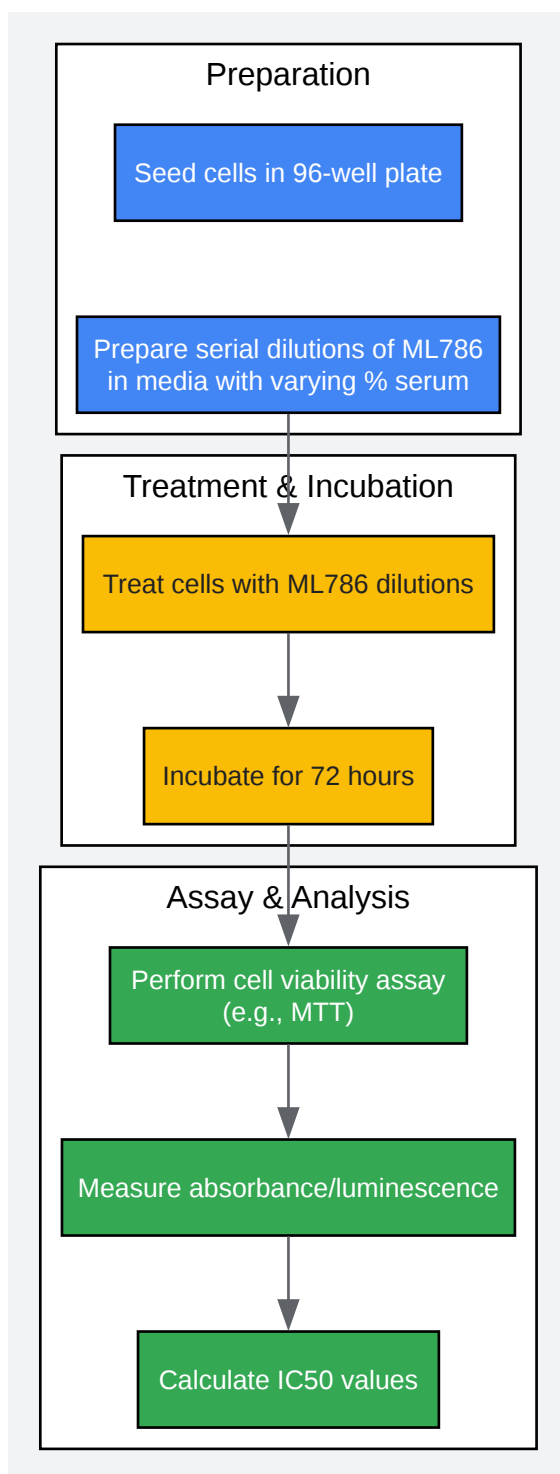 Preparation
Seed cells in 96-well plate
Prepare serial dilutions of ML786
in media with varying % serum
Treatment & Incubation
Treat cells with ML786 dilutions
Incubate for 72 hours
Assay & Analysis
Perform cell viability assay
(e.g., MTT)
Measure absorbance/luminescence
Calculate IC50 values